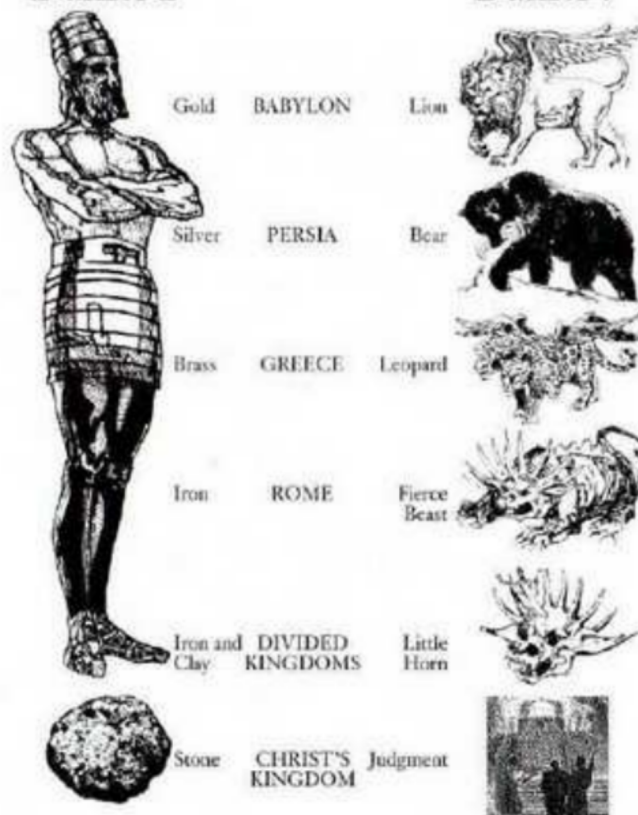 Gold BABYLON Lion
Silver PERSIA Bear
Brass GREECE Leopard
Iron ROME Fierce
Beast
Iron and DIVIDED Little
Clay KINGDOMS Horn
Stone CHRIST'S Judgment
KINGDOM